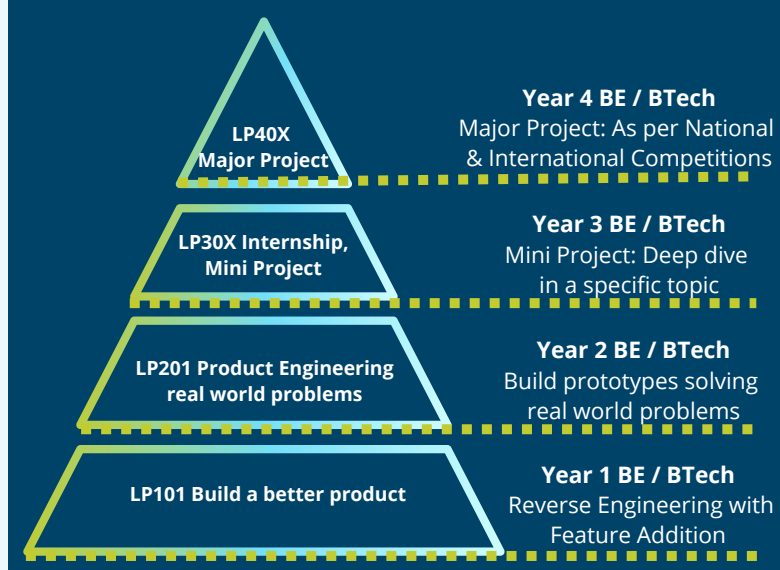 LP40X
Major Project
Year 4 BE / BTech
Major Project: As per National
& International Competitions
LP30X Internship,
Mini Project
Year 3 BE / BTech
Mini Project: Deep dive
in a specific topic
LP201 Product Engineering
real world problems
Year 2 BE / BTech
Build prototypes solving
real world problems
LP101 Build a better product
Year 1 BE / BTech
Reverse Engineering with
Feature Addition